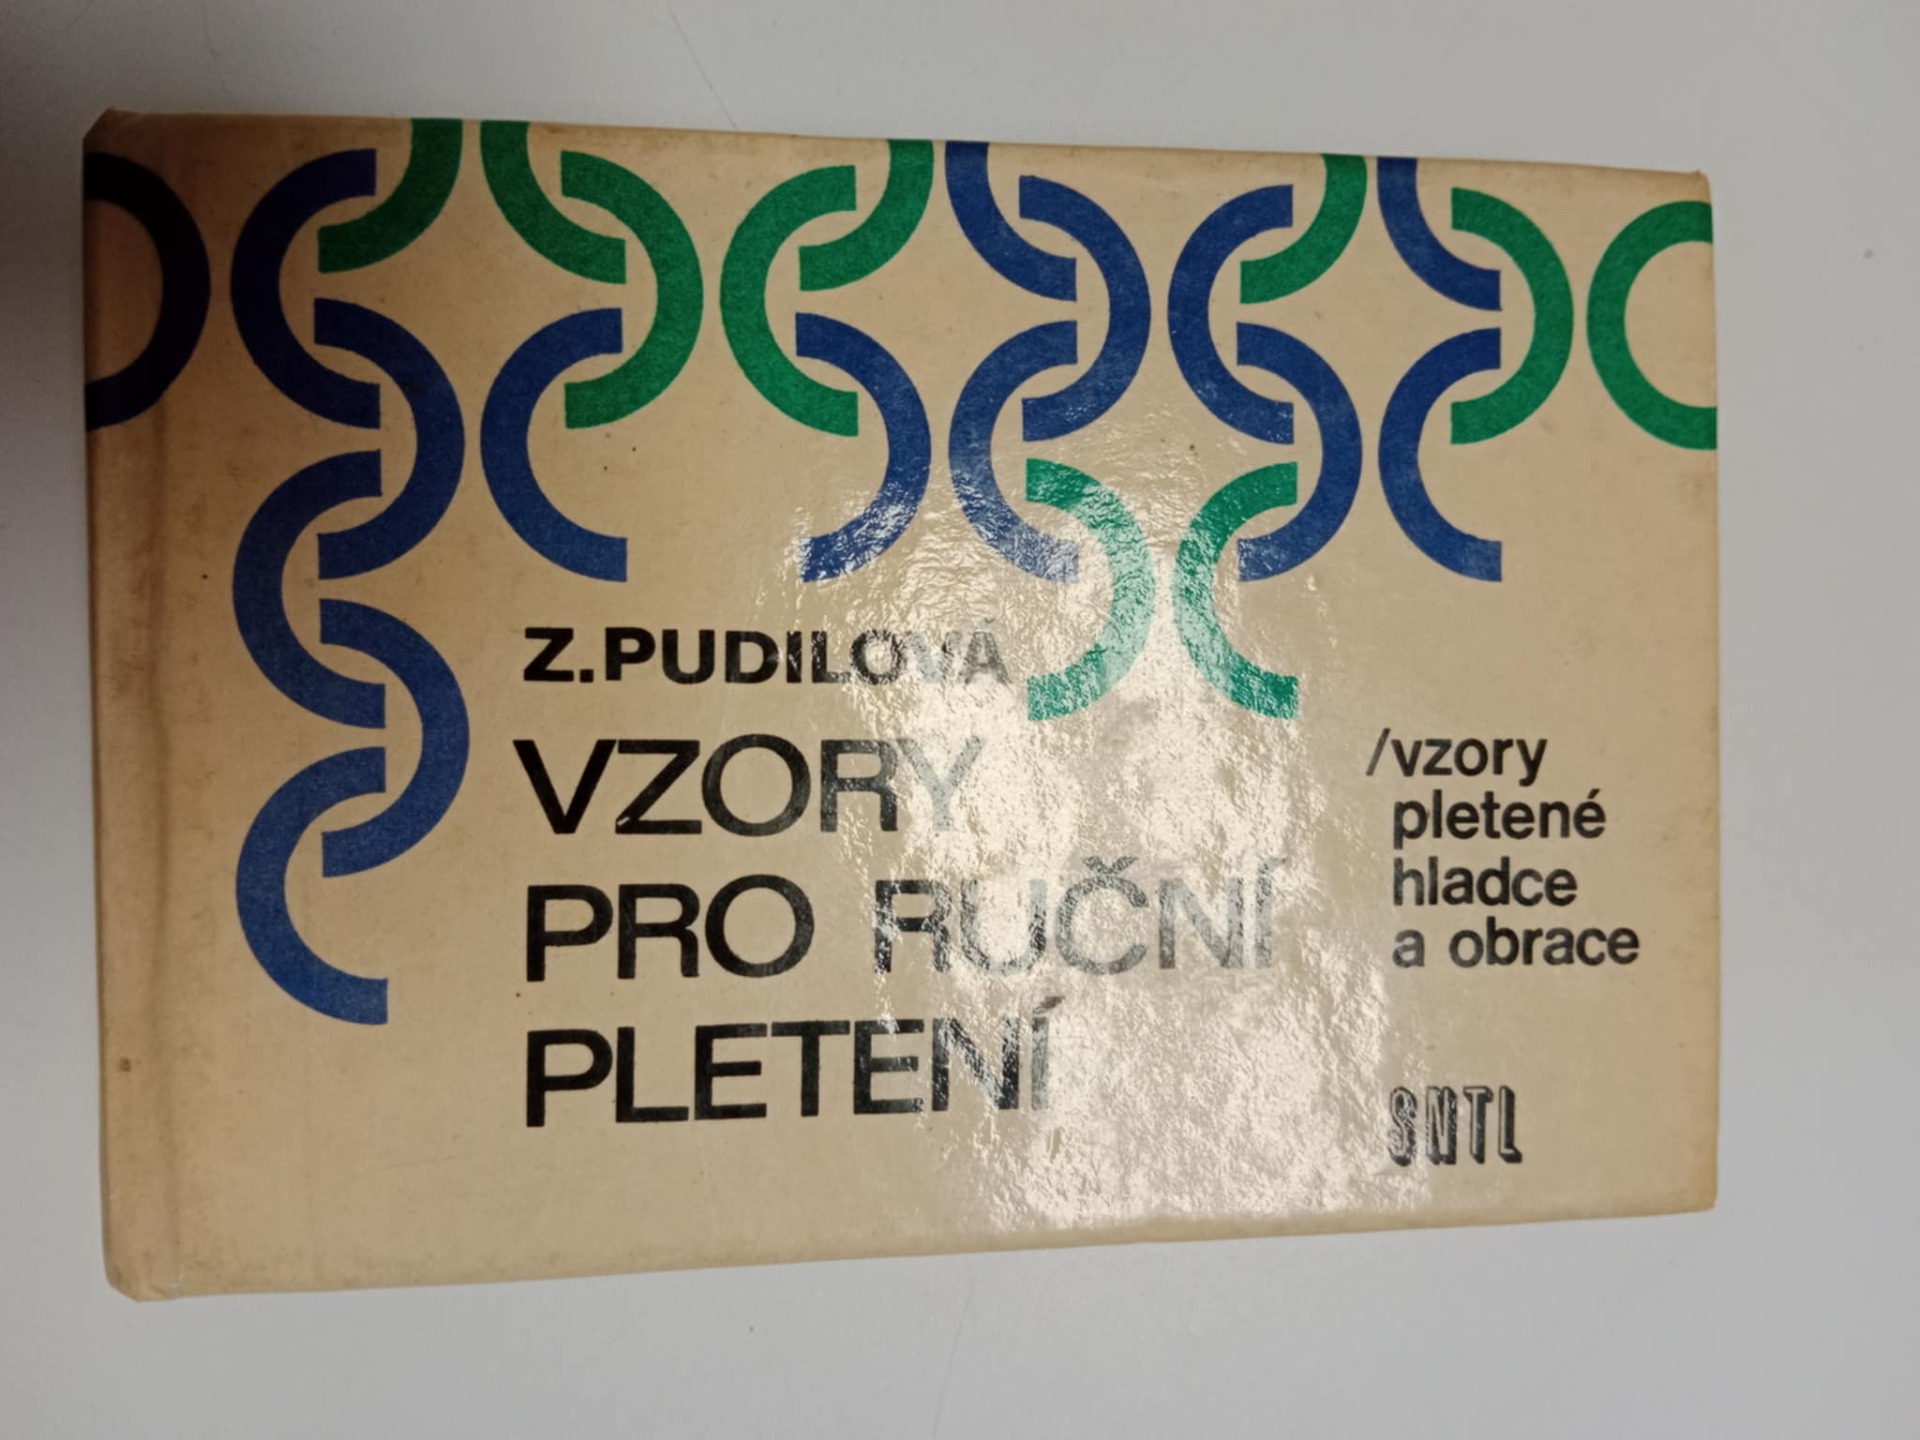 Z.PUDILOVÁ
VZORY
PRO RUČNÍ
PLETENÍ
/vzory
pletené
hladce
a obrace
SNTL